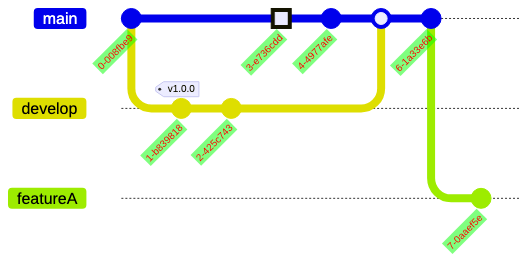 main
0-008fbe9
3-e736cdd
4-4977afe
6-1a33e6b
v1.0.0
develop
1-b839818
2-425c743
featureA
7-0aaef5e